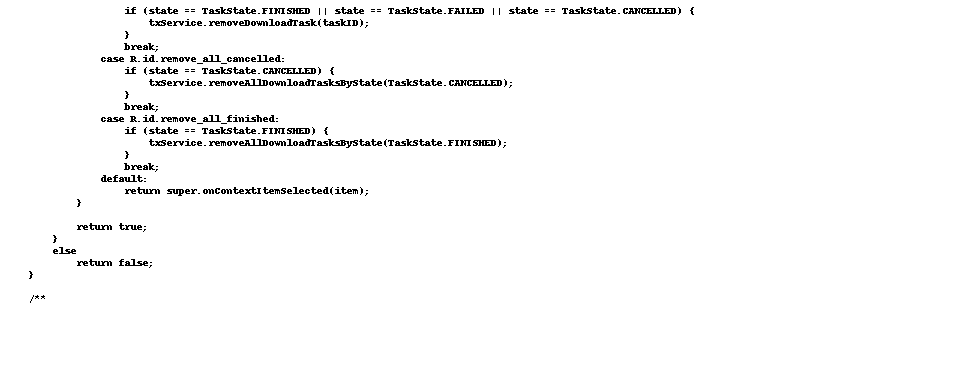 if (state == TaskState.FINISHED || state == TaskState.FAILED || state == TaskState.CANCELLED) {
txService.removeDownloadTask(taskID);
}
break;
case R.id.remove_all_cancelled:
if (state == TaskState.CANCELLED) {
txService.removeAllDownloadTasksByState(TaskState.CANCELLED);
}
break;
case R.id.remove_all_finished:
if (state == TaskState.FINISHED) {
txService.removeAllDownloadTasksByState(TaskState.FINISHED);
}
break;
default:
return super.onContextItemSelected(item);
}
return true;
}
else
return false;
}
/**